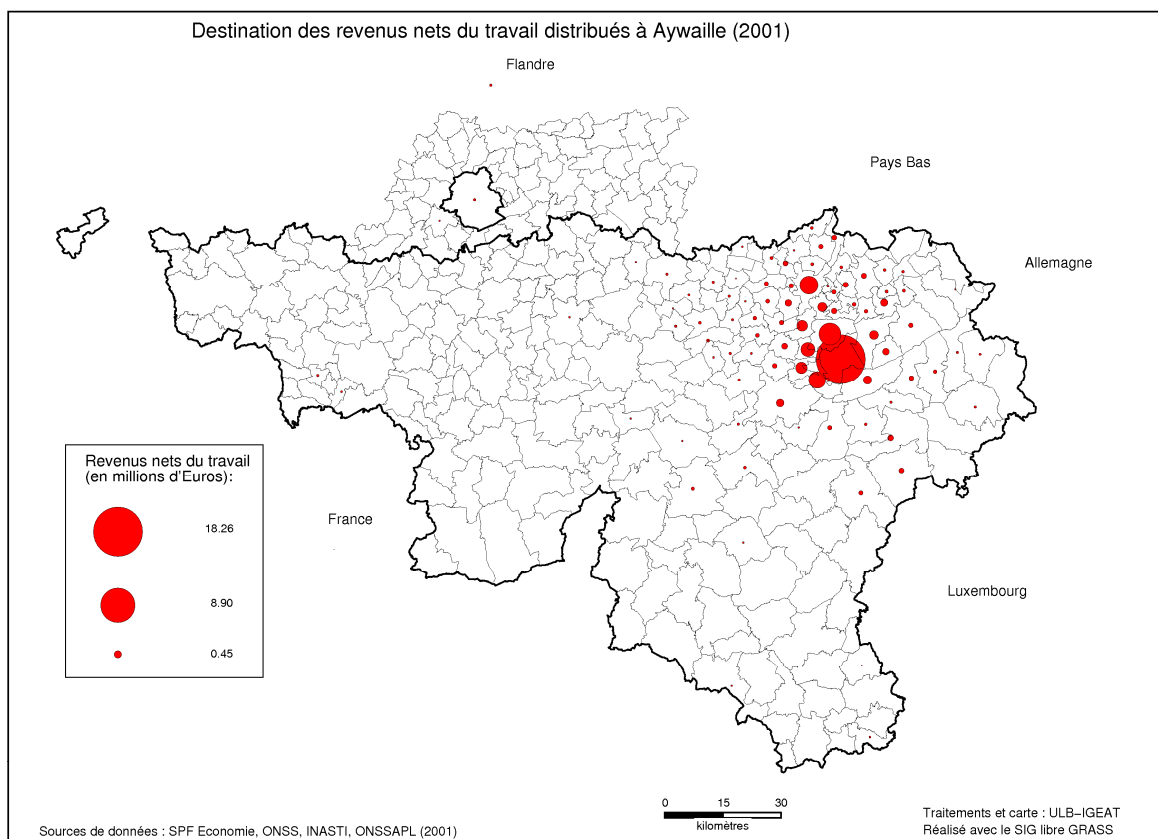 Destination des revenus nets du travail distribués à Aywaille (2001)
Flandre
Pays Bas
Allemagne
Revenus nets du travail
(en millions d'Euros):
18.26
8.90
0.45
France
Luxembourg
0 15 30
kilomètres
Sources de données : SPF Economie, ONSS, INASTI, ONSSAPL (2001)
Traitements et carte : ULB-IGEAT
Réalisé avec le SIG libre GRASS